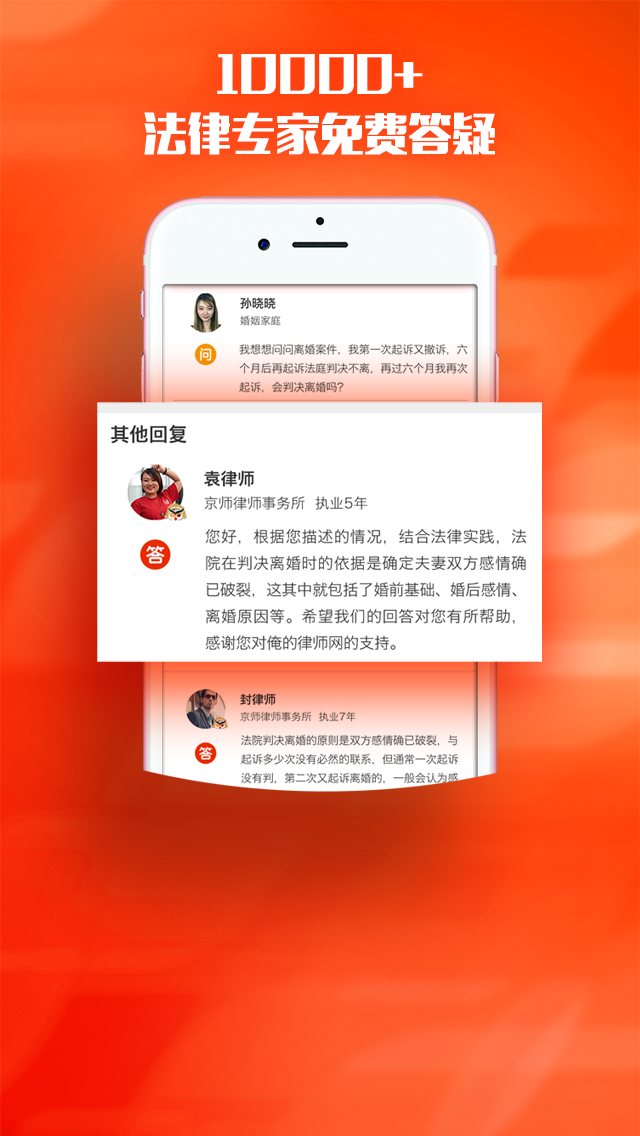 10000+
法律专家免费答疑
孙晓晓
婚姻家庭
问
我想想问问离婚案件，我第一次起诉又撤诉，六
个月后再起诉法庭判决不离，再过六个月我再次
起诉，会判决离婚吗?
其他回复
袁律师
京师律师事务所 执业5年
答
您好，根据您描述的情况，结合法律实践，法
院在判决离婚时的依据是确定夫妻双方感情确
已破裂，这其中就包括了婚前基础、婚后感情、
离婚原因等。希望我们的回答对您有所帮助，
感谢您对俺的律师网的支持。
封律师
京师律师事务所 执业7年
答
法院判决离婚的原则是双方感情确已破裂，与
起诉多少次没有必然的联系，但通常一次起诉
没有判，第二次又起诉离婚的，一般会认为感